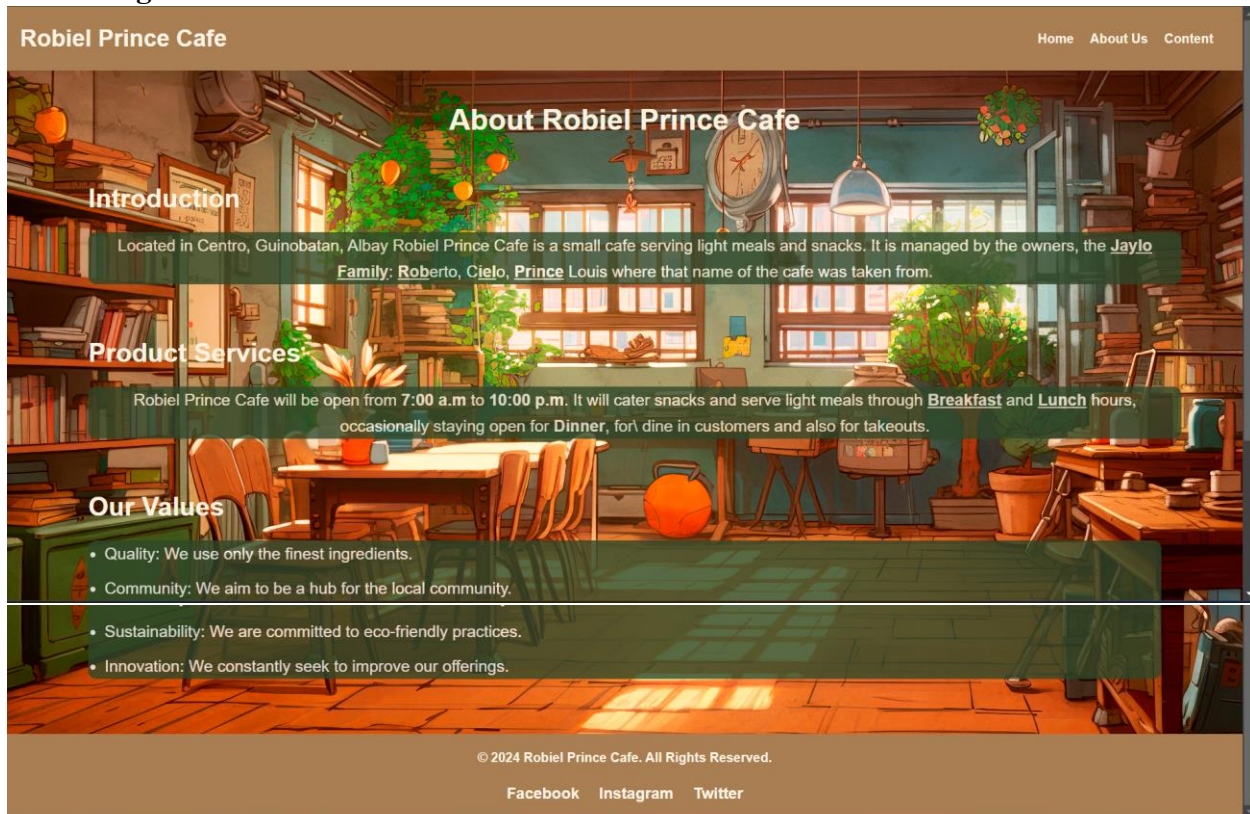 Robiel Prince Cafe
Home About Us Content
About Robiel Prince Cafe
Introduction
Located in Centro, Guinobatan, Albay Robiel Prince Cafe is a small cafe serving light meals and snacks. It is managed by the owners, the Jaylo
Family: Roberto, Cielo, Prince Louis where that name of the cafe was taken from.
Product Services
Robiel Prince Cafe will be open from 7:00 a.m to 10:00 p.m. It will cater snacks and serve light meals through Breakfast and Lunch hours,
occasionally staying open for Dinner, for\ dine in customers and also for takeouts.
Our Values
• Quality: We use only the finest ingredients.
• Community: We aim to be a hub for the local community.
• Sustainability: We are committed to eco-friendly practices.
• Innovation: We constantly seek to improve our offerings.
© 2024 Robiel Prince Cafe. All Rights Reserved.
Facebook Instagram Twitter